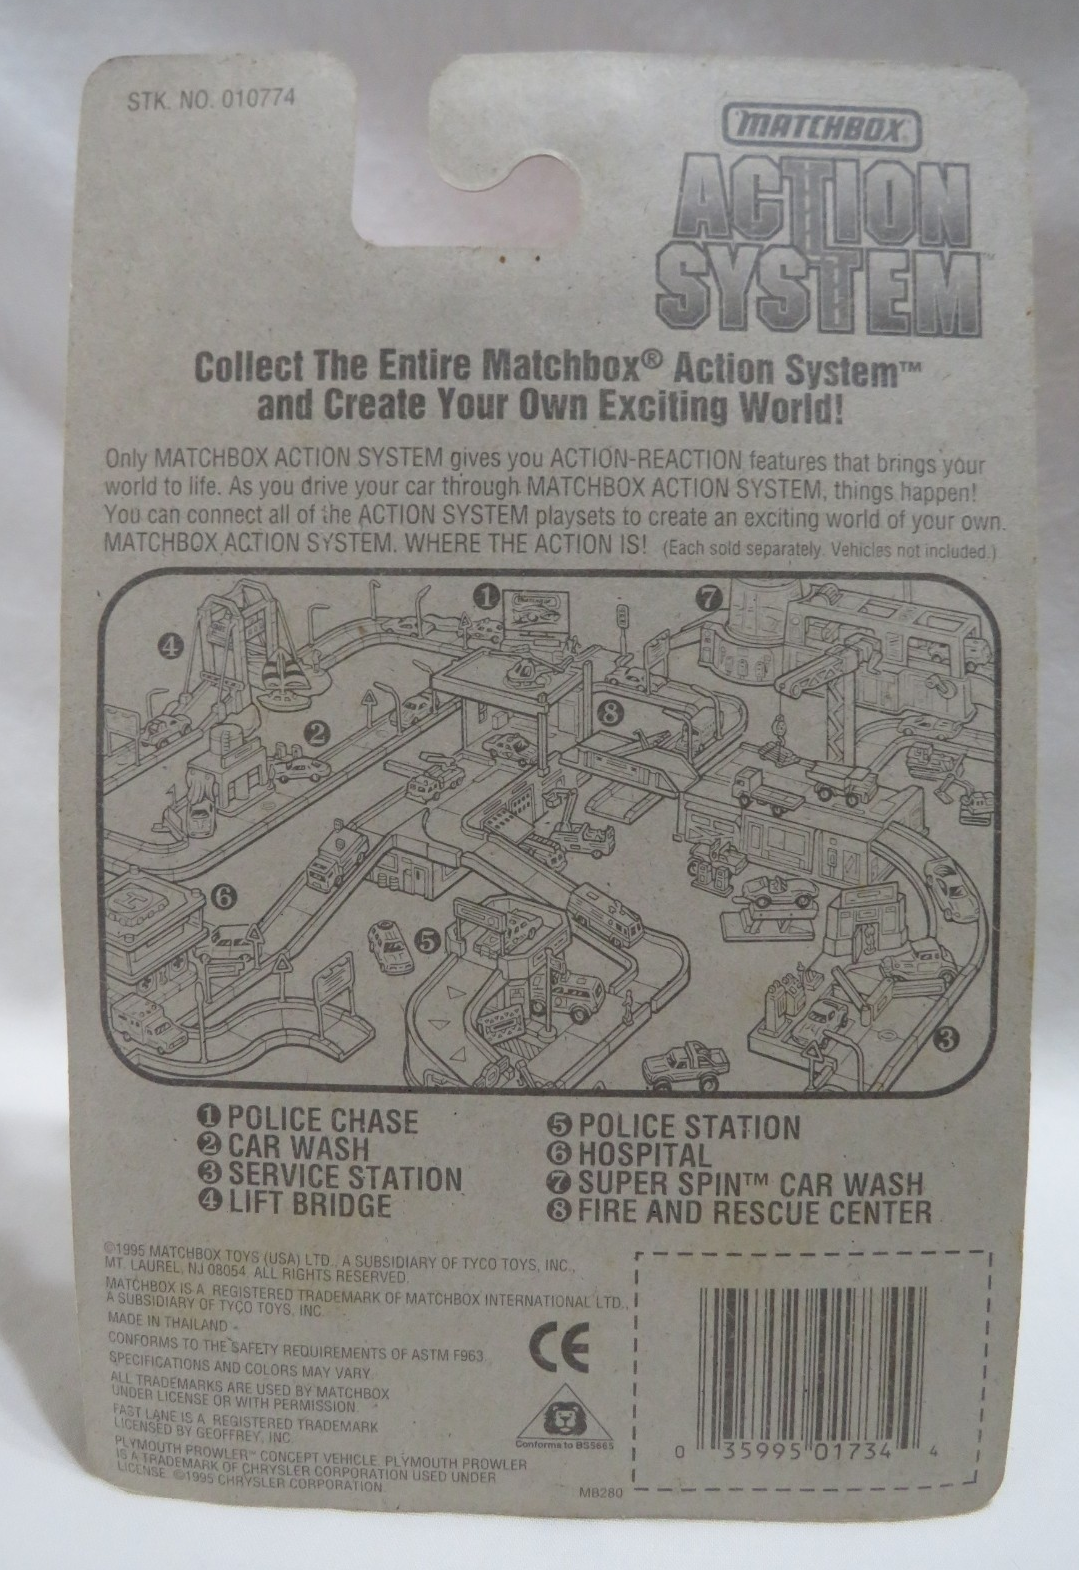 STK. NO. 010774
MATCHBOX®
ACTION
SYSTEM™
Collect The Entire Matchbox® Action System™
and Create Your Own Exciting World!
Only MATCHBOX ACTION SYSTEM gives you ACTION-REACTION features that brings your
world to life. As you drive your car through MATCHBOX ACTION SYSTEM, things happen!
You can connect all of the ACTION SYSTEM playsets to create an exciting world of your own.
MATCHBOX ACTION SYSTEM. WHERE THE ACTION IS! (Each sold separately. Vehicles not included.)
1
7
4
8
2
6
5
3
H
❶ POLICE CHASE
❷ CAR WASH
❸ SERVICE STATION
❹ LIFT BRIDGE
❺ POLICE STATION
❻ HOSPITAL
❼ SUPER SPIN™ CAR WASH
❽ FIRE AND RESCUE CENTER
©1995 MATCHBOX TOYS (USA) LTD., A SUBSIDIARY OF TYCO TOYS, INC.,
MT. LAUREL, NJ 08054. ALL RIGHTS RESERVED.
MATCHBOX IS A REGISTERED TRADEMARK OF MATCHBOX INTERNATIONAL LTD.,
A SUBSIDIARY OF TYCO TOYS, INC.
MADE IN THAILAND
CONFORMS TO THE SAFETY REQUIREMENTS OF ASTM F963.
SPECIFICATIONS AND COLORS MAY VARY.
ALL TRADEMARKS ARE USED BY MATCHBOX
UNDER LICENSE OR WITH PERMISSION.
FAST LANE IS A REGISTERED TRADEMARK
LICENSED BY GEOFFREY, INC.
PLYMOUTH PROWLER™ CONCEPT VEHICLE. PLYMOUTH PROWLER
IS A TRADEMARK OF CHRYSLER CORPORATION USED UNDER
LICENSE. ©1995 CHRYSLER CORPORATION.
CE
Conforms to BS5665
MB280
0 35995 01734 4